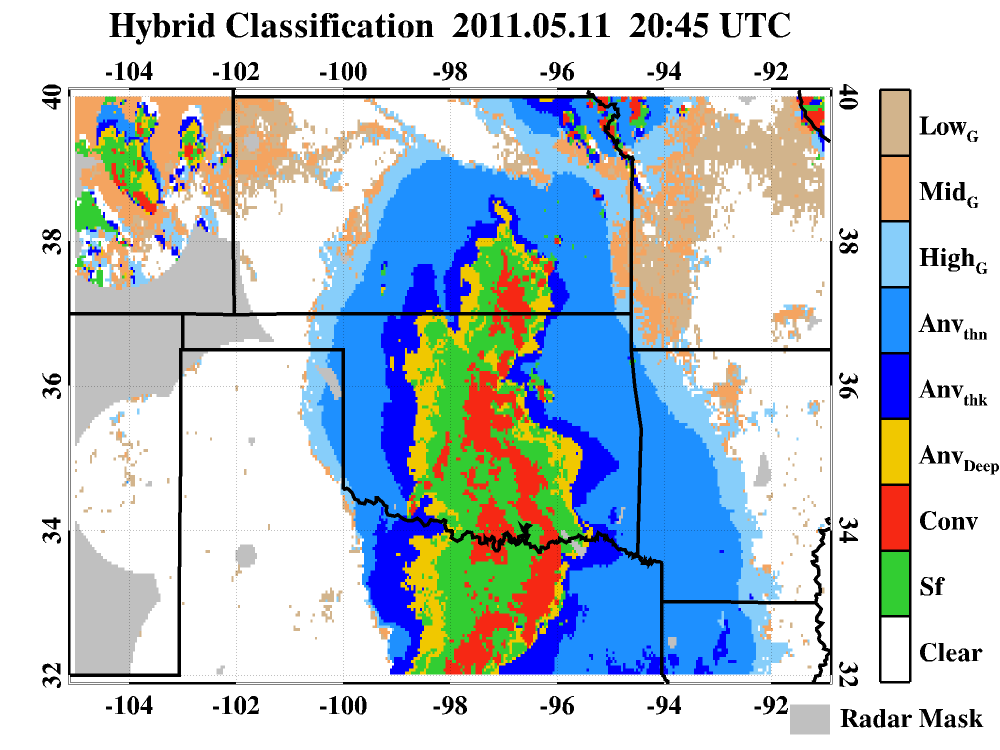 Hybrid Classification 2011.05.11 20:45 UTC
-104 -102 -100 -98 -96 -94 -92
40
38
36
34
32
40
38
36
34
32
-104 -102 -100 -98 -96 -94 -92
LowG
MidG
HighG
Anvthn
Anvthk
AnvDeep
Conv
Sf
Clear
Radar Mask